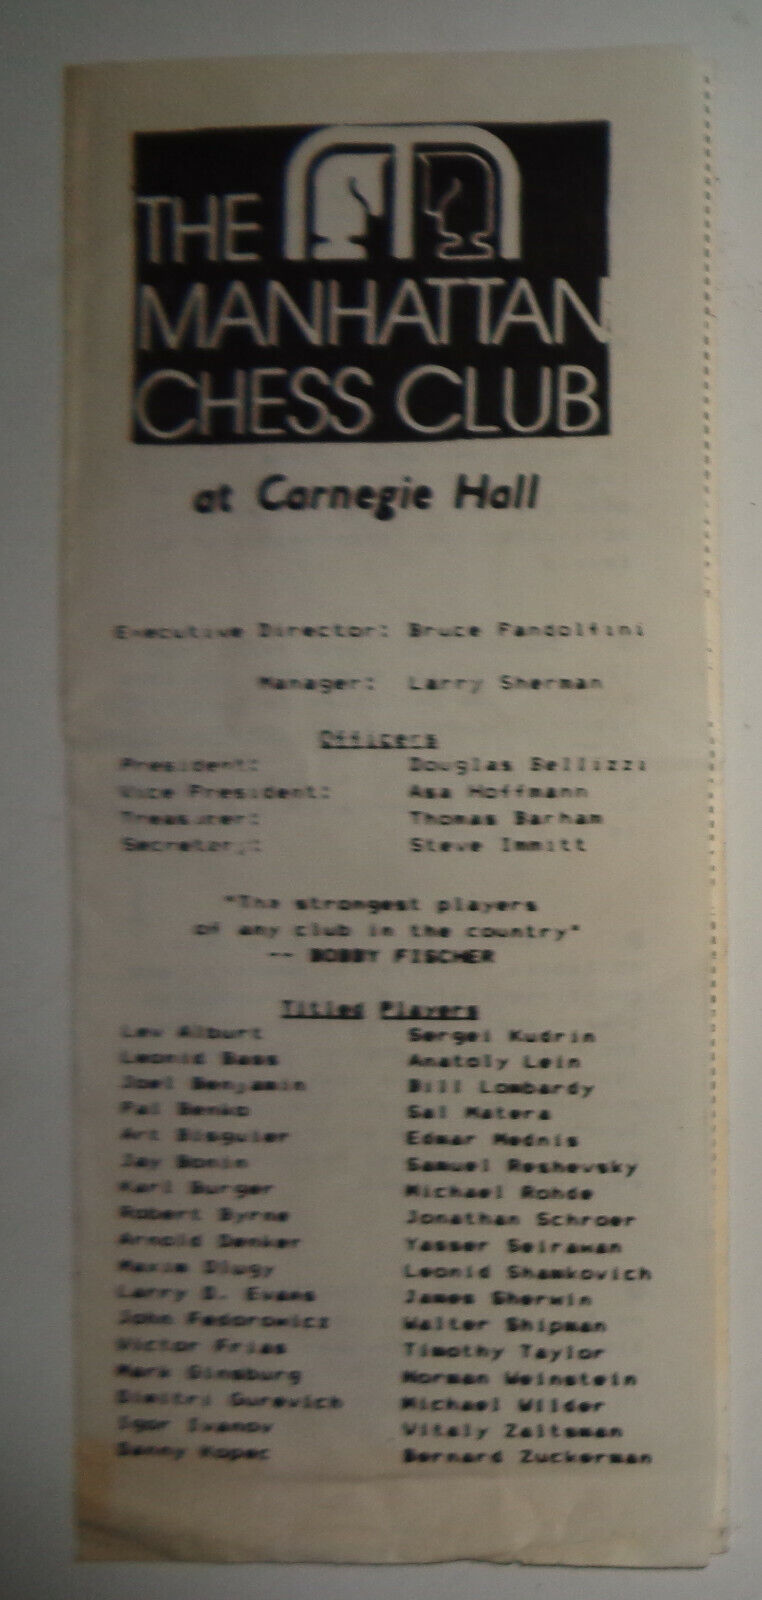 THE
MANHATTAN
CHESS CLUB
at Carnegie Hall
Executive Director: Bruce Pandolfini
Manager: Larry Sherman
Officers
President: Douglas Bellizzi
Vice President: Asa Hoffmann
Treasurer: Thomas Barham
Secretary: Steve Immitt
"The strongest players
of any club in the country"
-- BOBBY FISCHER
Titled Players
Lev Alburt Sergei Kudrin
Leonid Bass Anatoly Lein
Joel Benjamin Bill Lombardy
Pal Benko Sal Matera
Art Bisguier Edmar Mednis
Jay Bonin Samuel Reshevsky
Karl Burger Michael Rohde
Robert Byrne Jonathan Schroer
Arnold Denker Yasser Seirawan
Maxim Dlugy Leonid Shamkovich
Larry D. Evans James Sherwin
John Fedorowicz Walter Shipman
Victor Frias Timothy Taylor
Mark Ginsburg Norman Weinstein
Dimitri Gurevich Michael Wilder
Igor Ivanov Vitaly Zaltsman
Danny Kopec Bernard Zuckerman